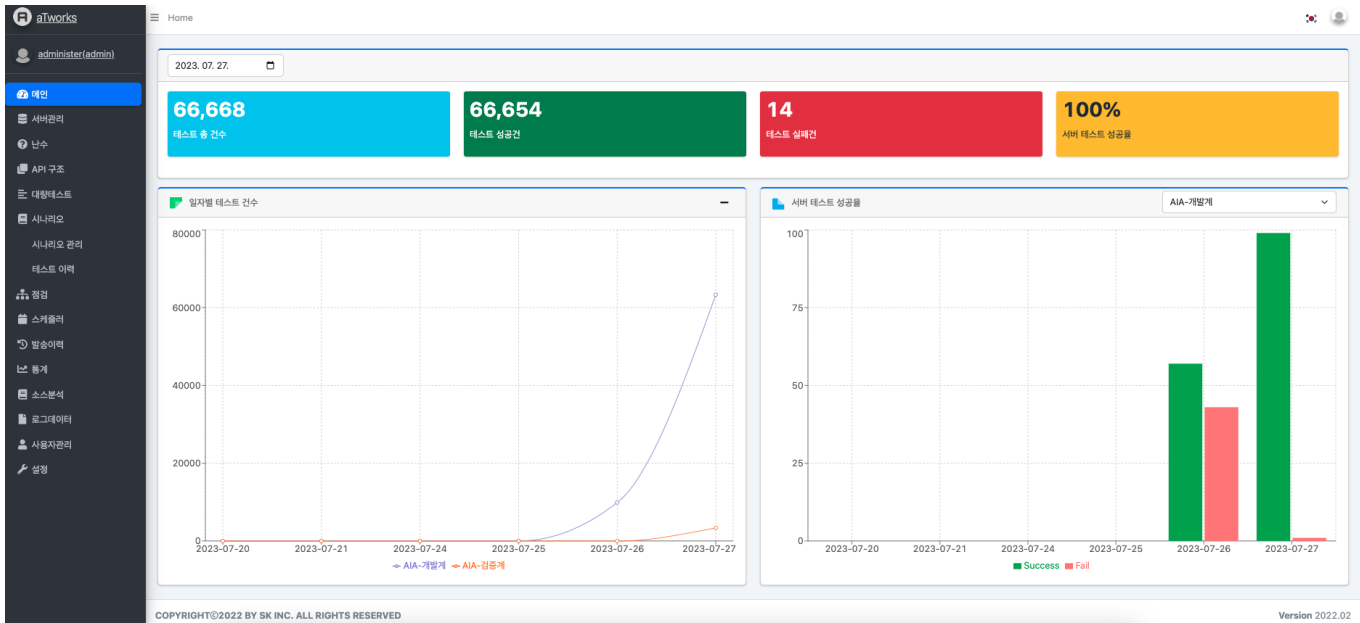 aTworks
Home
administer(admin)
메인
서버관리
난수
API 구조
대량테스트
시나리오
시나리오 관리
테스트 이력
점검
스케줄러
발송이력
통계
소스분석
로그데이터
사용자관리
설정
2023. 07. 27.
66,668
테스트 총 건수
66,654
테스트 성공건
14
테스트 실패건
100%
서버 테스트 성공율
일자별 테스트 건수
80000
60000
40000
20000
0
2023-07-20 2023-07-21 2023-07-24 2023-07-25 2023-07-26 2023-07-27
AIA-개발계 AIA-검증계
서버 테스트 성공율
AIA-개발계
100
75
50
25
0
2023-07-20 2023-07-21 2023-07-24 2023-07-25 2023-07-26 2023-07-27
Success Fail
COPYRIGHTⓒ2022 BY SK INC. ALL RIGHTS RESERVED
Version 2022.02